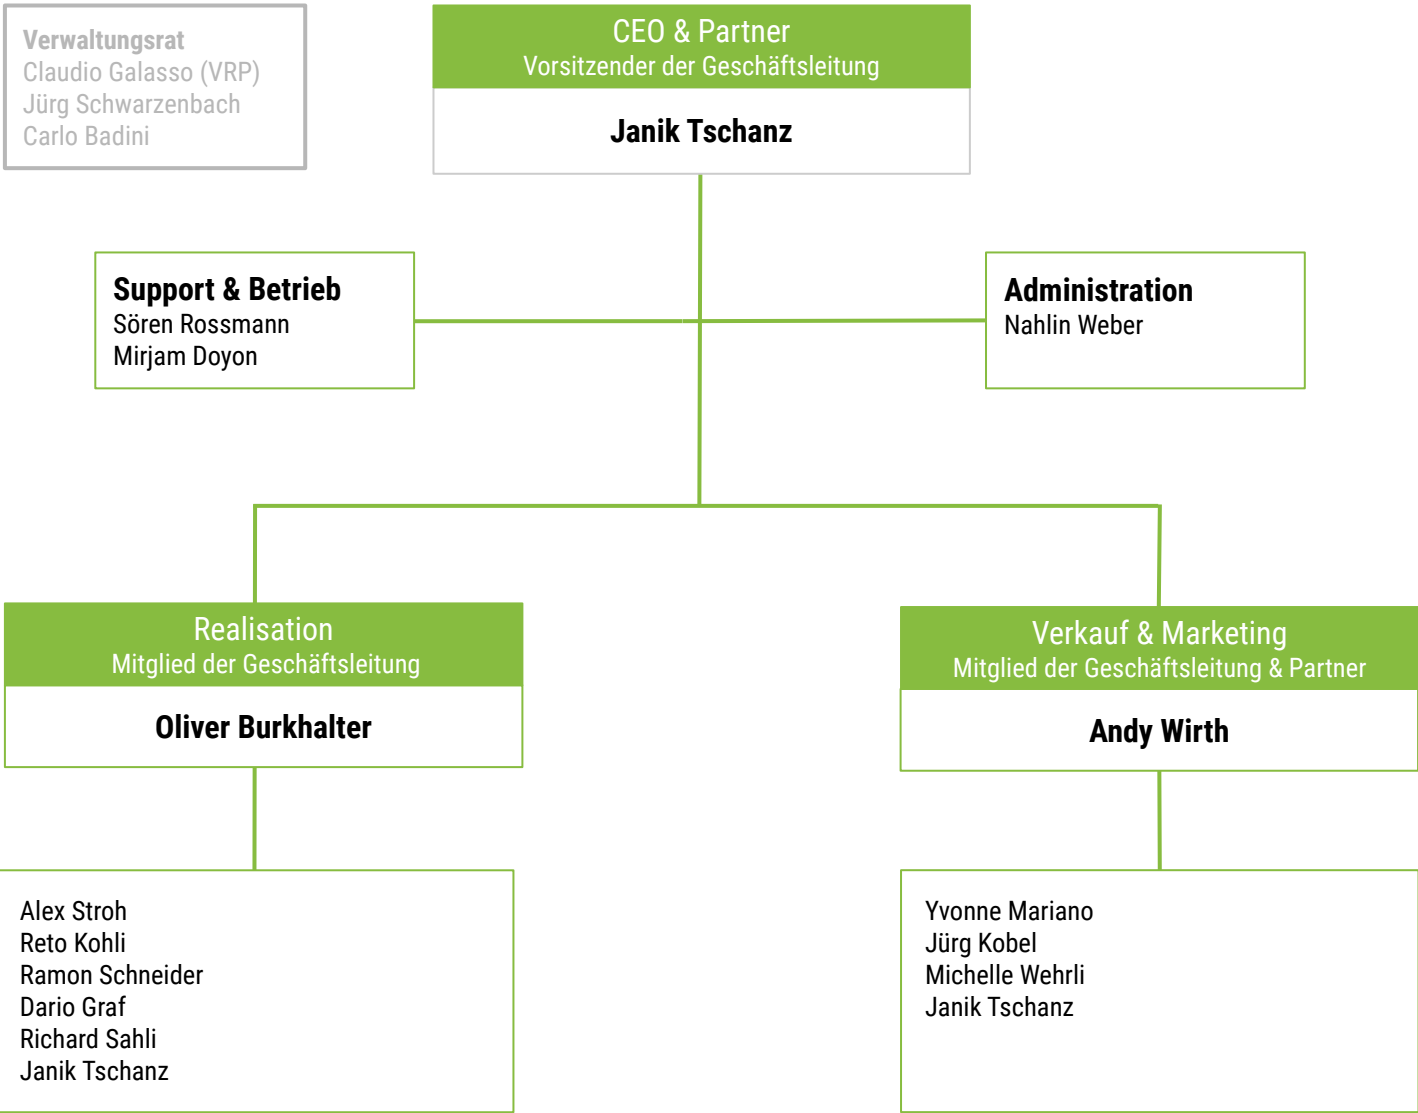 Verwaltungsrat
Claudio Galasso (VRP)
Jürg Schwarzenbach
Carlo Badini
CEO & Partner
Vorsitzender der Geschäftsleitung
Janik Tschanz
Support & Betrieb
Sören Rossmann
Mirjam Doyon
Administration
Nahlin Weber
Realisation
Mitglied der Geschäftsleitung
Oliver Burkhalter
Verkauf & Marketing
Mitglied der Geschäftsleitung & Partner
Andy Wirth
Alex Stroh
Reto Kohli
Ramon Schneider
Dario Graf
Richard Sahli
Janik Tschanz
Yvonne Mariano
Jürg Kobel
Michelle Wehrli
Janik Tschanz